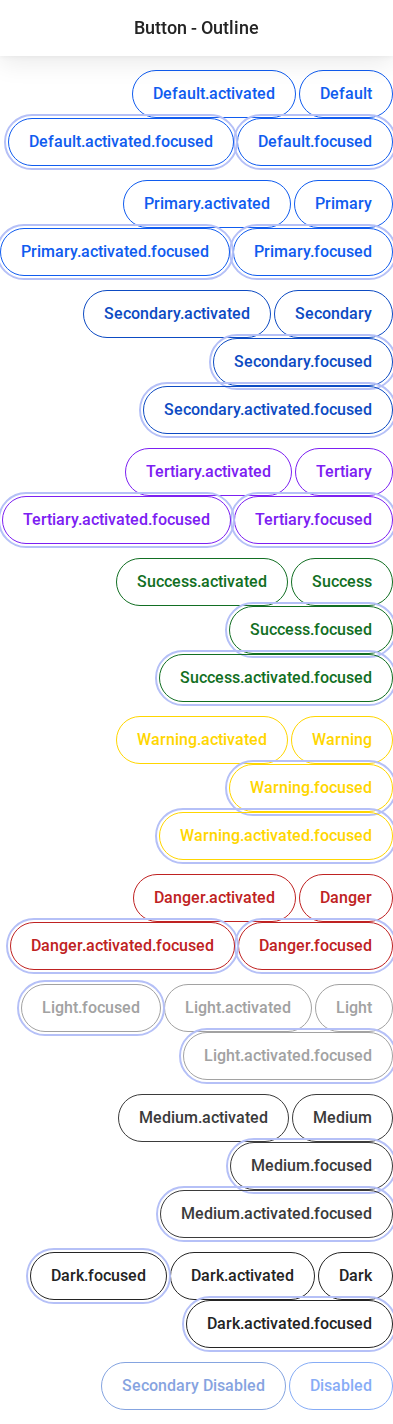 Button - Outline
Default.activated Default
Default.activated.focused Default.focused
Primary.activated Primary
Primary.activated.focused Primary.focused
Secondary.activated Secondary
Secondary.focused
Secondary.activated.focused
Tertiary.activated Tertiary
Tertiary.activated.focused Tertiary.focused
Success.activated Success
Success.focused
Success.activated.focused
Warning.activated Warning
Warning.focused
Warning.activated.focused
Danger.activated Danger
Danger.activated.focused Danger.focused
Light.focused Light.activated Light
Light.activated.focused
Medium.activated Medium
Medium.focused
Medium.activated.focused
Dark.focused Dark.activated Dark
Dark.activated.focused
Secondary Disabled Disabled